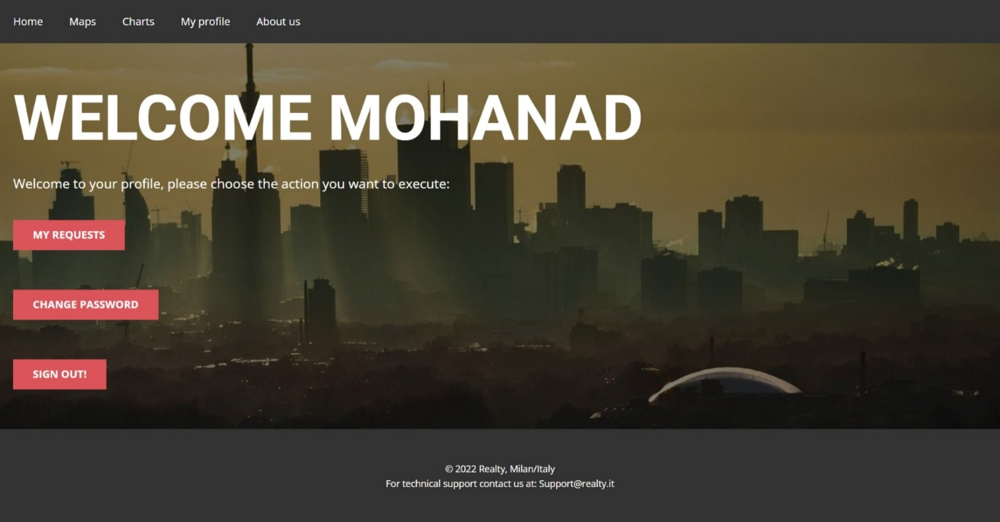 Home Maps Charts My profile About us
WELCOME MOHANAD
Welcome to your profile, please choose the action you want to execute:
MY REQUESTS
CHANGE PASSWORD
SIGN OUT!
© 2022 Realty, Milan/Italy
For technical support contact us at: Support@realty.it